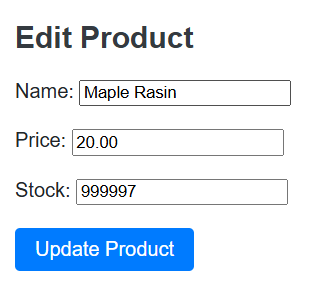 Edit Product
Name: Maple Rasin
Price: 20.00
Stock: 999997
Update Product